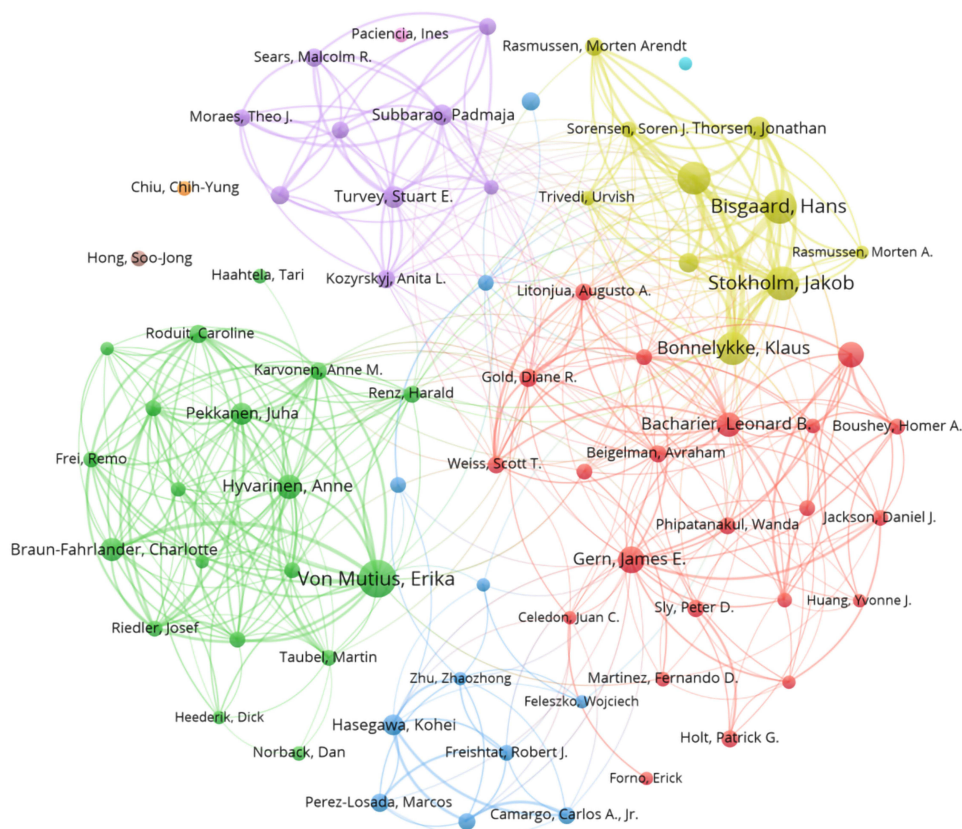 Paciencia, Ines
Rasmussen, Morten Arendt
Sears, Malcolm R.
Moraes, Theo J.
Subbarao, Padmaja
Sorensen, Soren J.
Thorsen, Jonathan
Chiu, Chih-Yung
Turvey, Stuart E.
Trivedi, Urvish
Bisgaard, Hans
Hong, Soo-Jong
Rasmussen, Morten A.
Haahtela, Tari
Kozyrskyj, Anita L.
Litonjua, Augusto A.
Stokholm, Jakob
Roduit, Caroline
Bonnelykke, Klaus
Karvonen, Anne M.
Gold, Diane R.
Renz, Harald
Pekkanen, Juha
Bacharier, Leonard B.
Boushey, Homer A.
Frei, Remo
Weiss, Scott T.
Beigelman, Avraham
Hyvarinen, Anne
Phipatanakul, Wanda
Jackson, Daniel J.
Braun-Fahrlander, Charlotte
Gern, James E.
Von Mutius, Erika
Huang, Yvonne J.
Celedon, Juan C.
Sly, Peter D.
Riedler, Josef
Taubel, Martin
Zhu, Zhaozhong
Martinez, Fernando D.
Feleszko, Wojciech
Heederik, Dick
Hasegawa, Kohei
Norback, Dan
Freishtat, Robert J.
Holt, Patrick G.
Forno, Erick
Perez-Losada, Marcos
Camargo, Carlos A., Jr.